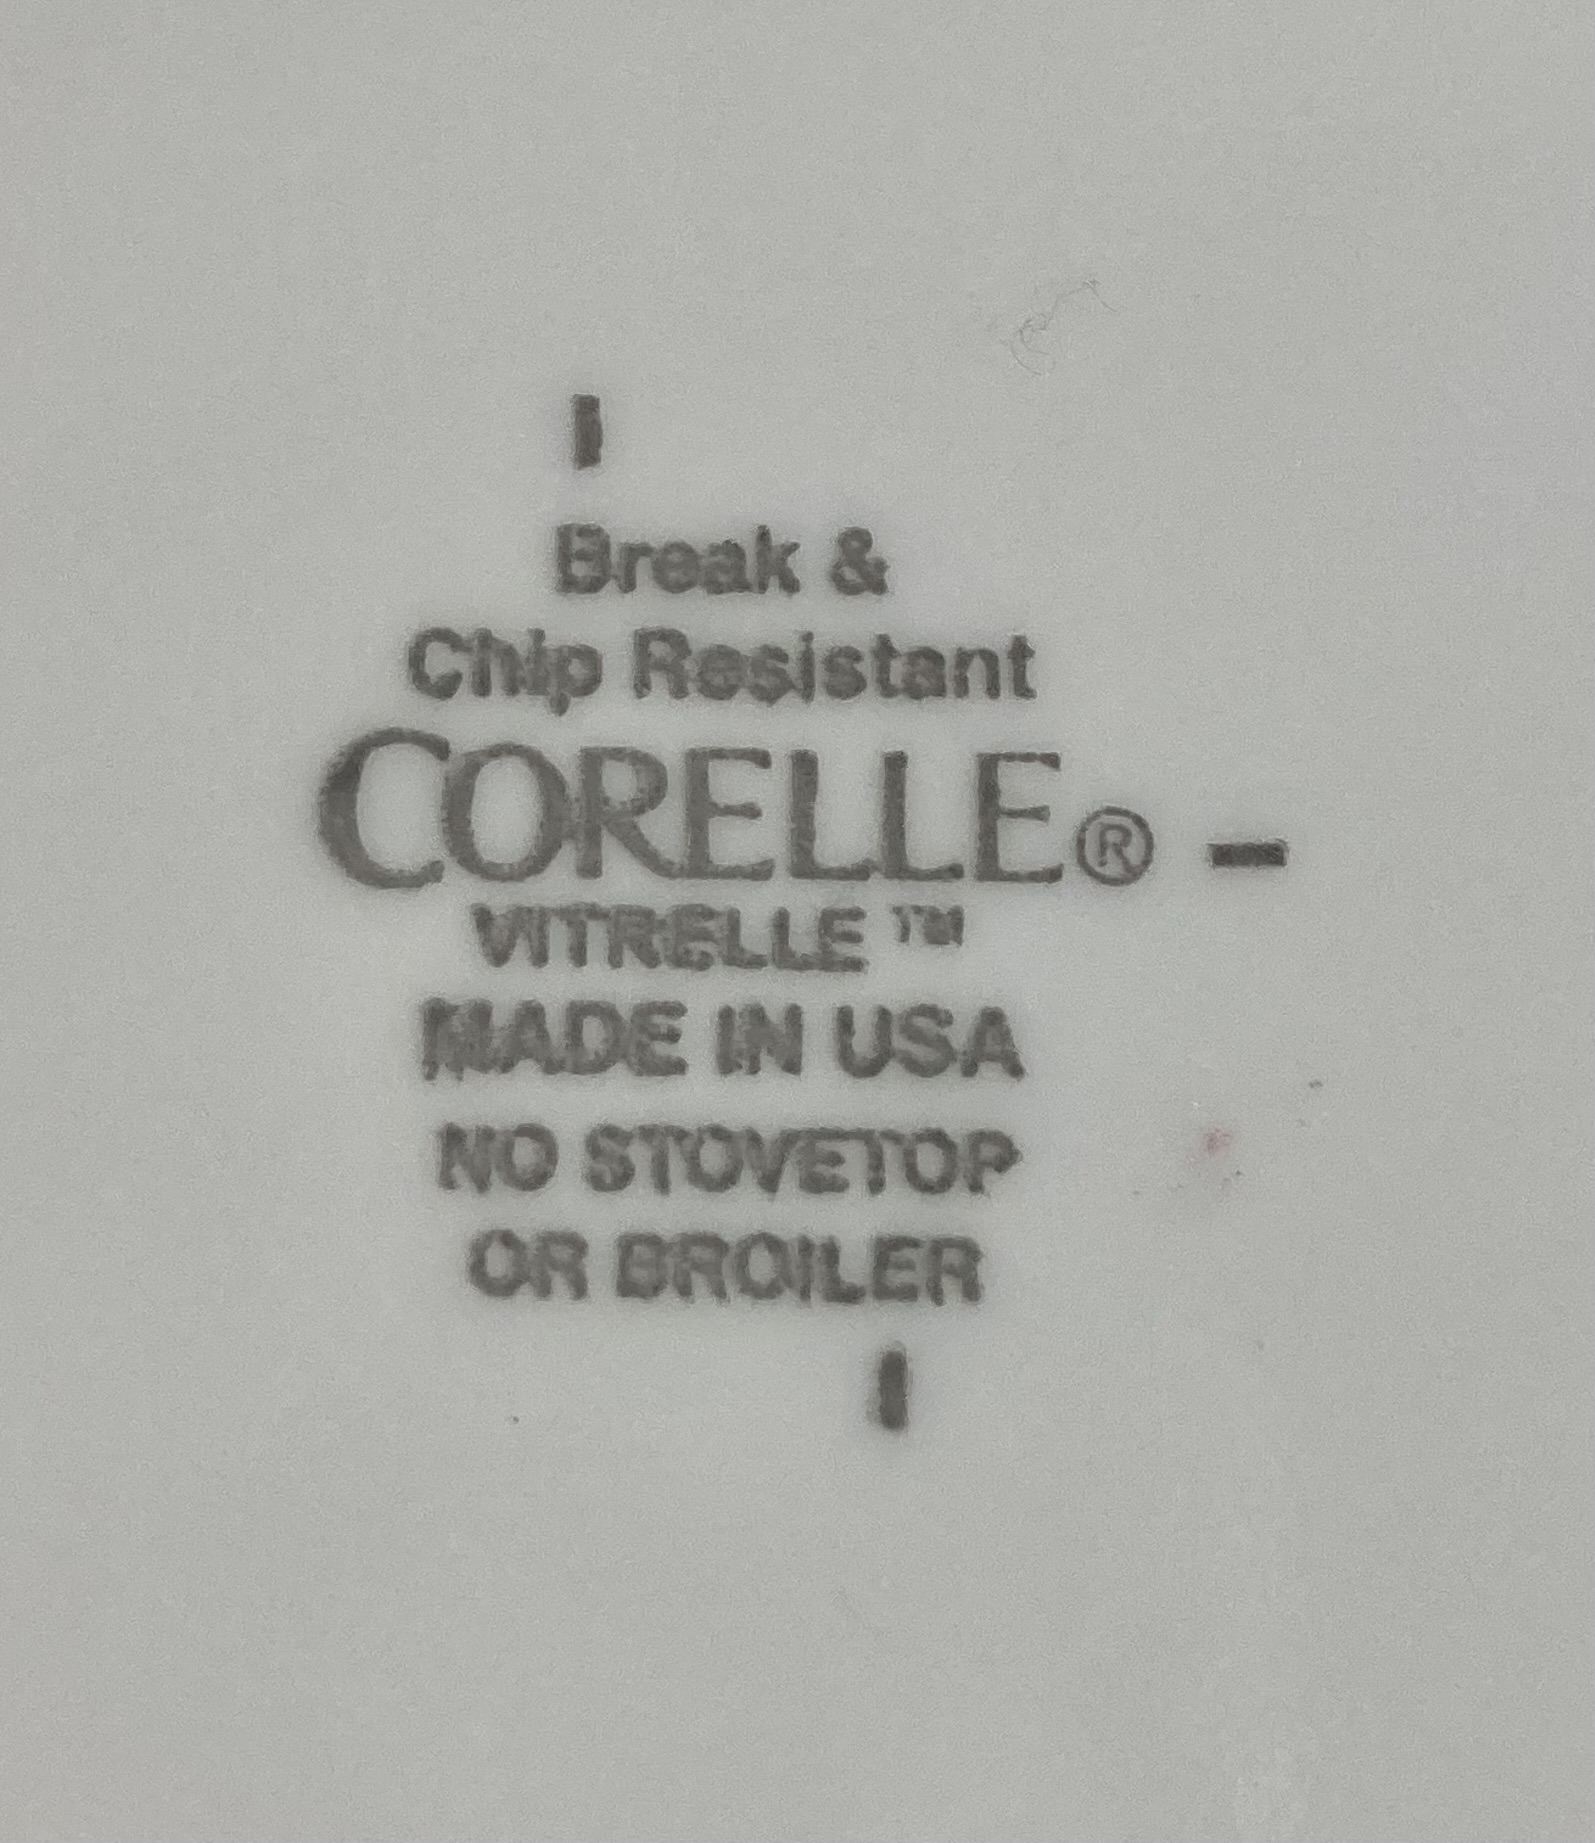 Break &
Chip Resistant
CORELLE®
VITRELLE™
MADE IN USA
NO STOVETOP
OR BROILER